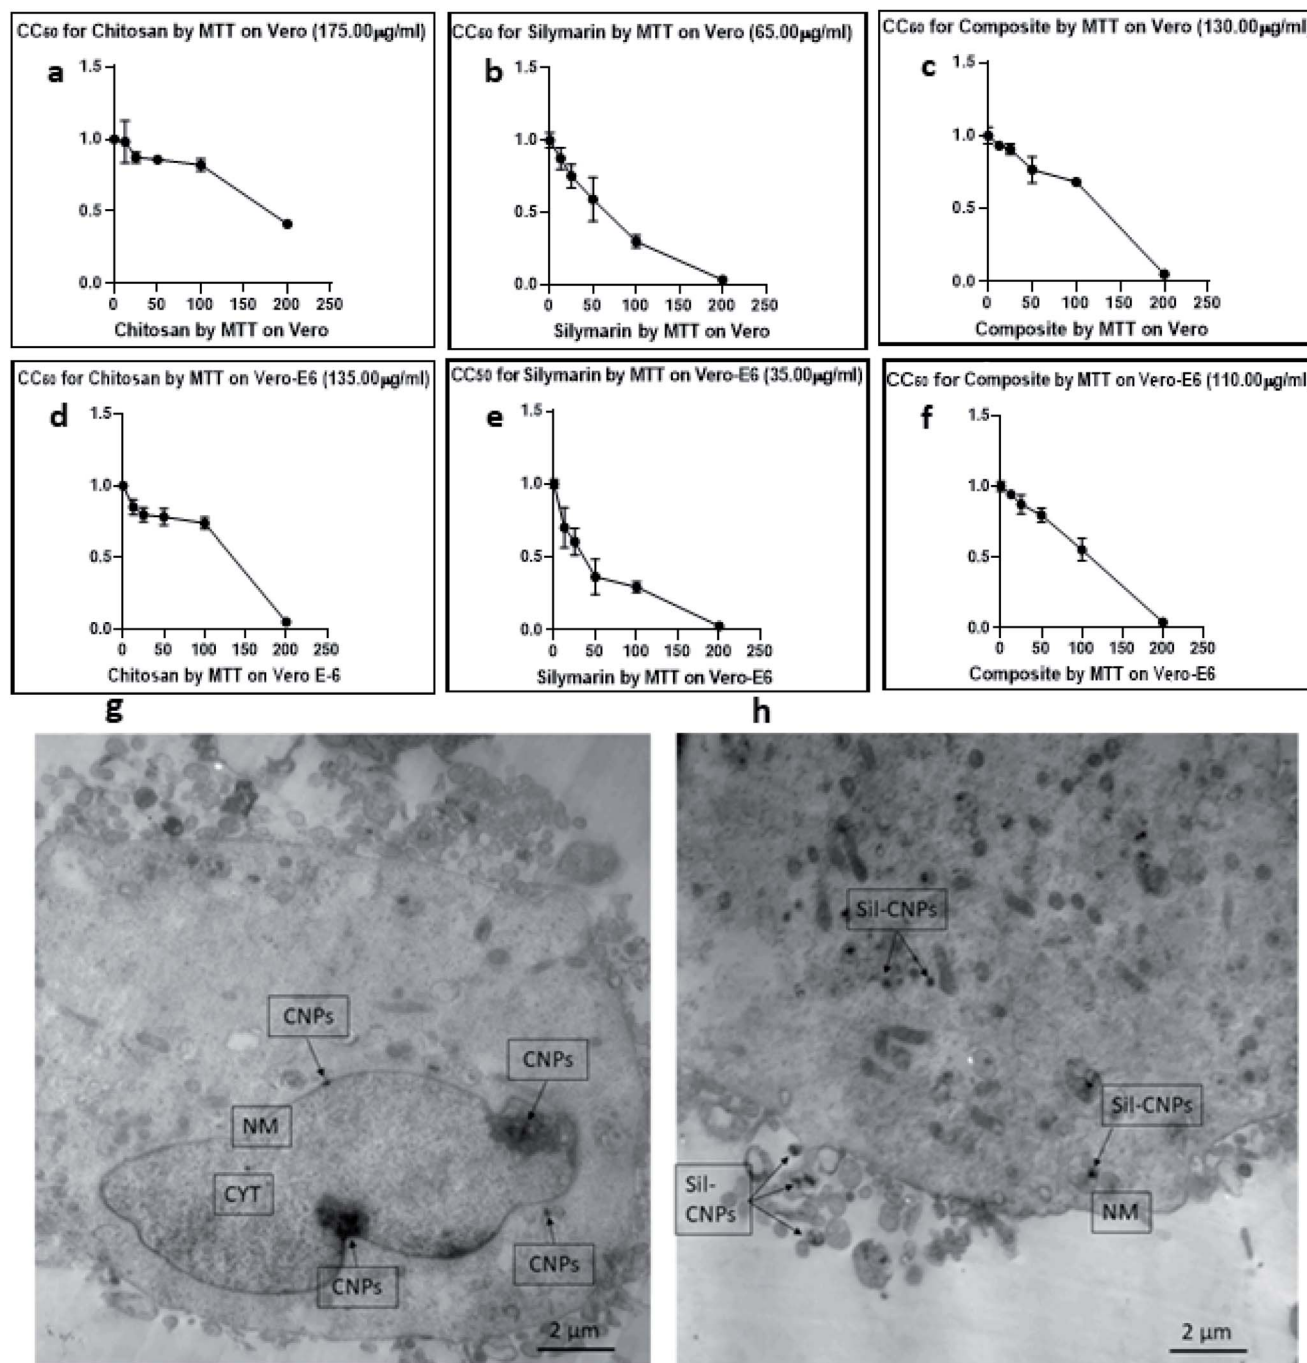 CC₅₀ for Chitosan by MTT on Vero (175.00µg/ml)
a
1.5
1.0
0.5
0.0
0 50 100 150 200 250
Chitosan by MTT on Vero
CC₅₀ for Silymarin by MTT on Vero (65.00µg/ml)
b
1.5
1.0
0.5
0.0
0 50 100 150 200 250
Silymarin by MTT on Vero
CC₅₀ for Composite by MTT on Vero (130.00µg/ml
c
1.5
1.0
0.5
0.0
0 50 100 150 200 250
Composite by MTT on Vero
CC₅₀ for Chitosan by MTT on Vero-E6 (135.00µg/ml)
d
1.5
1.0
0.5
0.0
0 50 100 150 200 250
Chitosan by MTT on Vero E-6
CC50 for Silymarin by MTT on Vero-E6 (35.00µg/ml)
e
1.5
1.0
0.5
0.0
0 50 100 150 200 250
Silymarin by MTT on Vero-E6
CC₅₀ for Composite by MTT on Vero-E6 (110.00µg/ml
f
1.5
1.0
0.5
0.0
0 50 100 150 200 250
Composite by MTT on Vero-E6
g
CNPs
CNPs
NM
CYT
CNPs
CNPs
2 µm
h
Sil-CNPs
Sil-CNPs
Sil-
CNPs
NM
2 µm